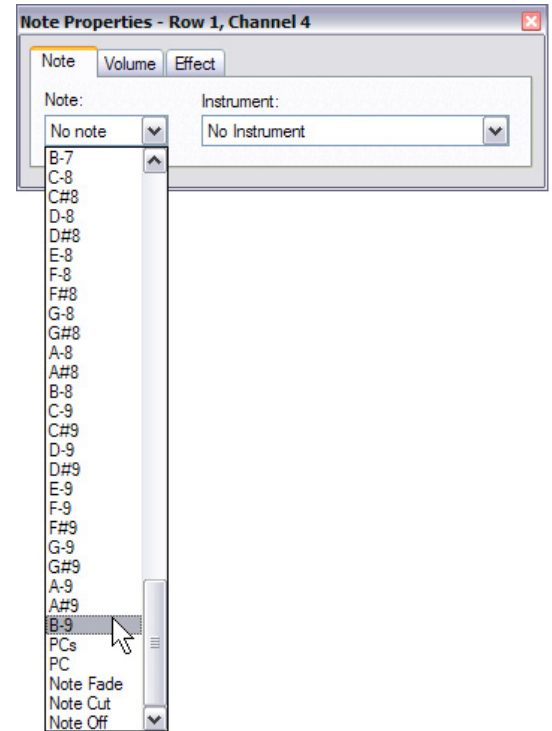 Note Properties - Row 1, Channel 4
Note Volume Effect
Note: Instrument:
No note No Instrument
B-7
C-8
C#8
D-8
D#8
E-8
F-8
F#8
G-8
G#8
A-8
A#8
B-8
C-9
C#9
D-9
D#9
E-9
F-9
F#9
G-9
G#9
A-9
A#9
B-9
PCs
PC
Note Fade
Note Cut
Note Off